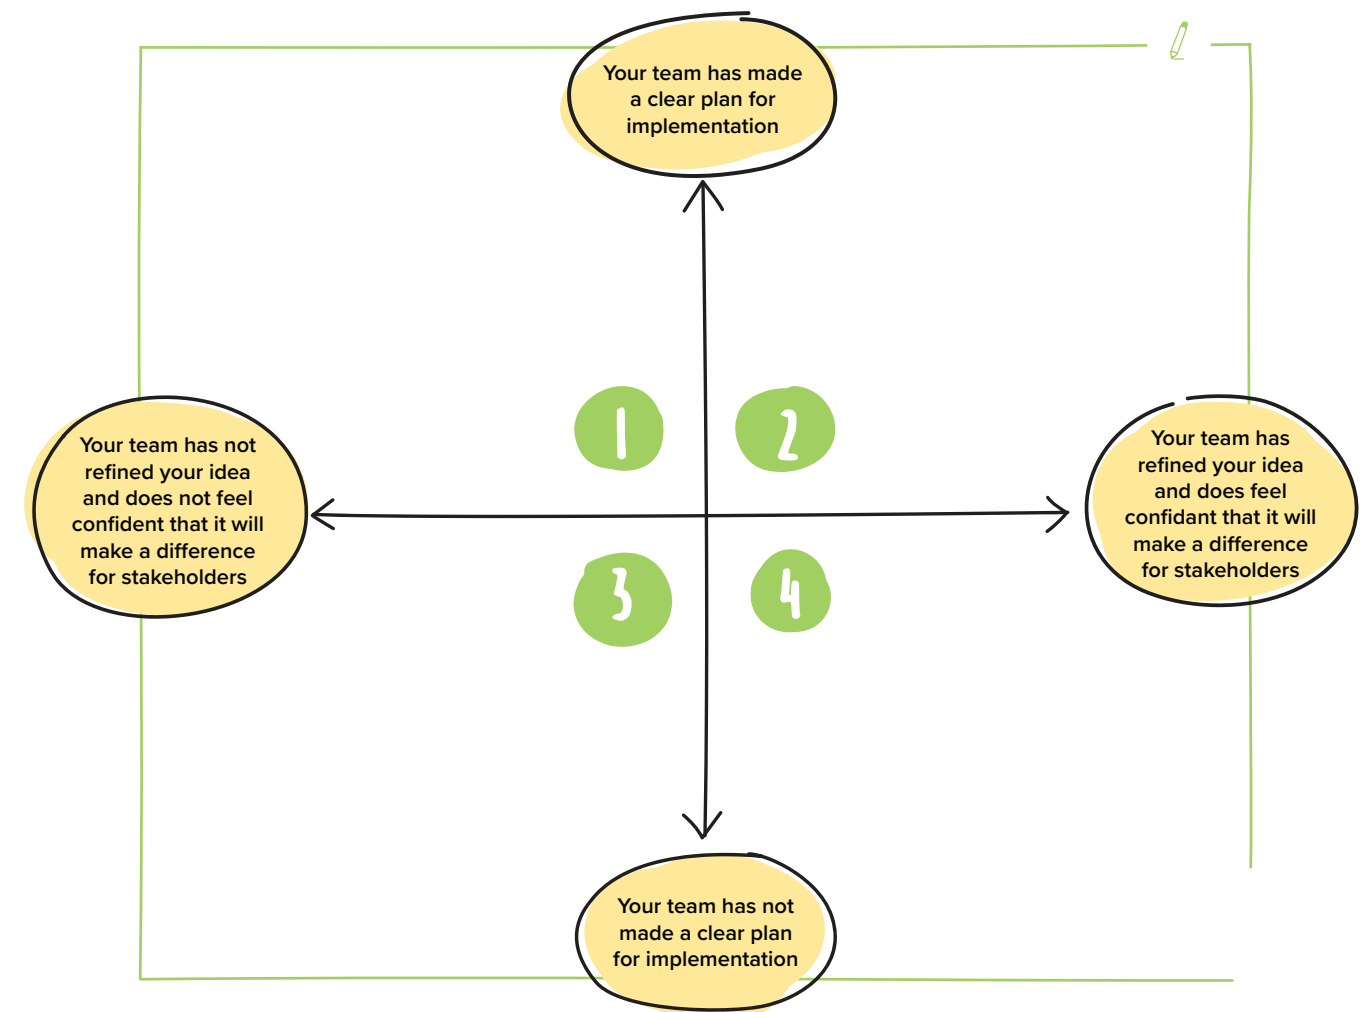 Your team has made
a clear plan for
implementation
1
2
Your team has not
refined your idea
and does not feel
confident that it will
make a difference
for stakeholders
Your team has
refined your idea
and does feel
confidant that it will
make a difference
for stakeholders
3
4
Your team has not
made a clear plan
for implementation